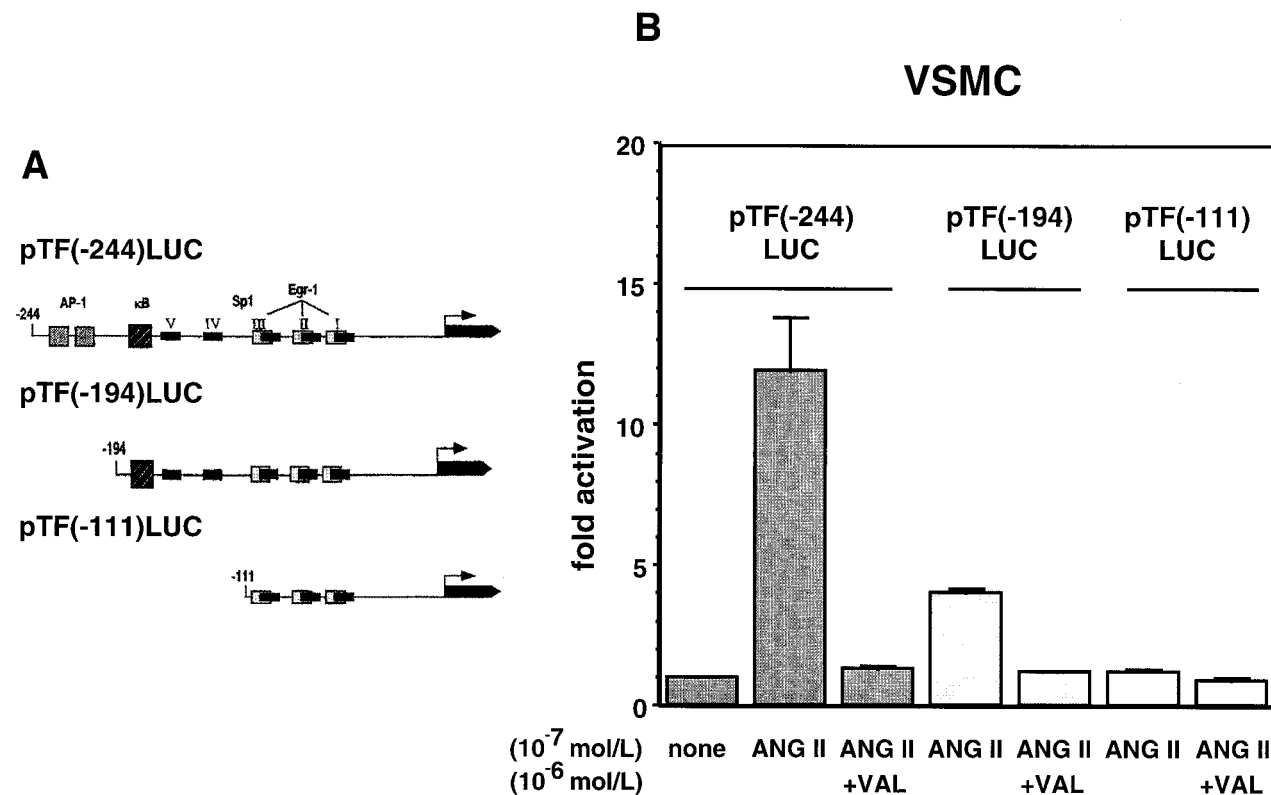 A
pTF(-244)LUC
-244 AP-1 κB V IV Sp1 III Egr-1 II I
pTF(-194)LUC
-194
pTF(-111)LUC
-111
B
VSMC
20
15
10
5
0
fold activation
pTF(-244)
LUC
pTF(-194)
LUC
pTF(-111)
LUC
(10-7 mol/L) none ANG II ANG II ANG II ANG II ANG II ANG II
(10-6 mol/L) +VAL +VAL +VAL